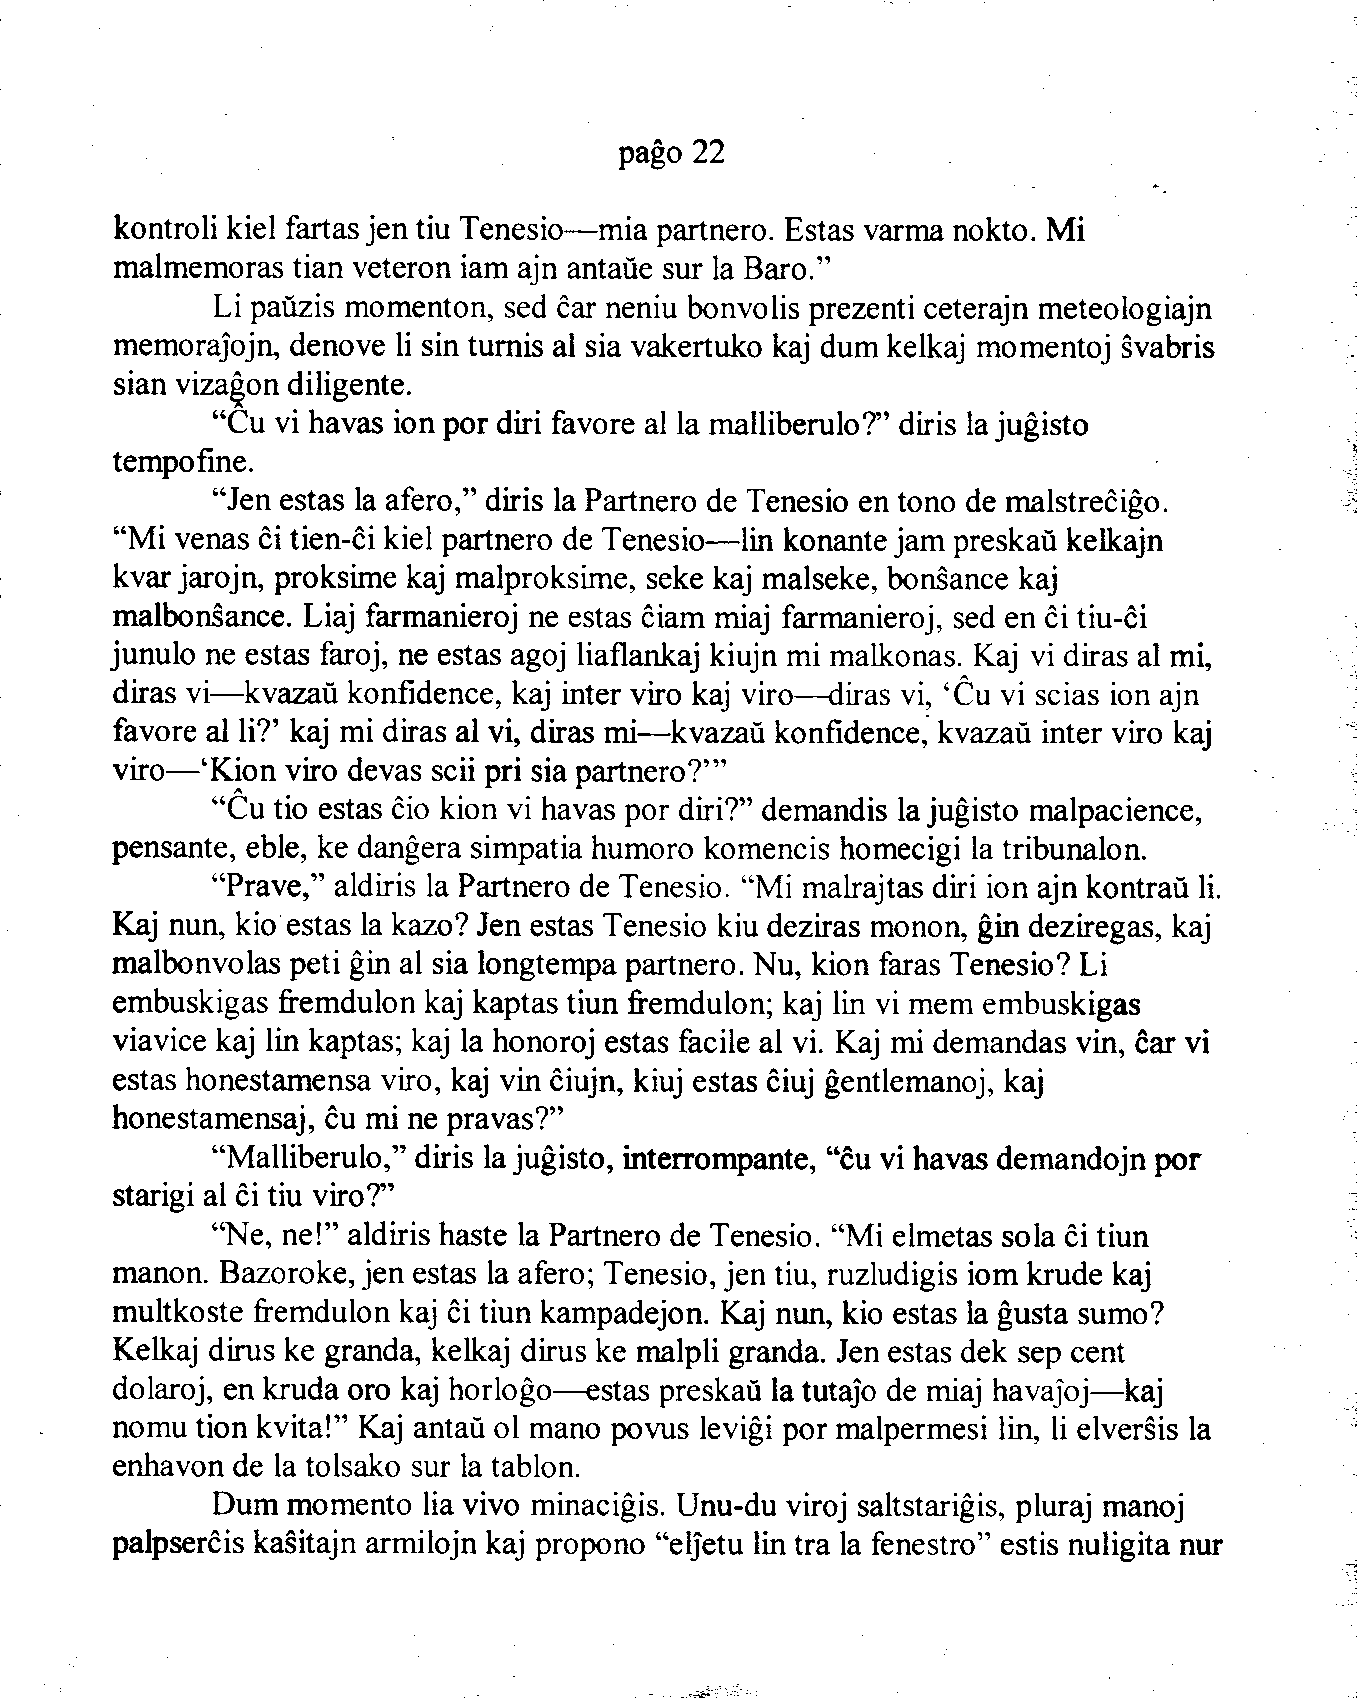 paĝo 22
kontroli kiel fartas jen tiu Tenesio—mia partnero. Estas varma nokto. Mi
malmemoras tian veteron iam ajn antaŭe sur la Baro.”
Li paŭzis momenton, sed ĉar neniu bonvolis prezenti ceterajn meteologiajn
memoraĵojn, denove li sin turnis al sia vakertuko kaj dum kelkaj momentoj ŝvabris
sian vizaĝon diligente.
“Ĉu vi havas ion por diri favore al la malliberulo?” diris la juĝisto
tempofine.
“Jen estas la afero,” diris la Partnero de Tenesio en tono de malstreĉiĝo.
“Mi venas ĉi tien-ĉi kiel partnero de Tenesio—lin konante jam preskaŭ kelkajn
kvar jarojn, proksime kaj malproksime, seke kaj malseke, bonŝance kaj
malbonŝance. Liaj farmanieroj ne estas ĉiam miaj farmanieroj, sed en ĉi tiu-ĉi
junulo ne estas faroj, ne estas agoj liaflankaj kiujn mi malkonas. Kaj vi diras al mi,
diras vi—kvazaŭ konfidence, kaj inter viro kaj viro—diras vi, ‘Ĉu vi scias ion ajn
favore al li?’ kaj mi diras al vi, diras mi—kvazaŭ konfidence, kvazaŭ inter viro kaj
viro—‘Kion viro devas scii pri sia partnero?’”
“Ĉu tio estas ĉio kion vi havas por diri?” demandis la juĝisto malpacience,
pensante, eble, ke danĝera simpatia humoro komencis homecigi la tribunalon.
“Prave,” aldiris la Partnero de Tenesio. “Mi malrajtas diri ion ajn kontraŭ li.
Kaj nun, kio estas la kazo? Jen estas Tenesio kiu deziras monon, ĝin deziregas, kaj
malbonvolas peti ĝin al sia longtempa partnero. Nu, kion faras Tenesio? Li
embuskigas fremdulon kaj kaptas tiun fremdulon; kaj lin vi mem embuskigas
viavice kaj lin kaptas; kaj la honoroj estas facile al vi. Kaj mi demandas vin, ĉar vi
estas honestamensa viro, kaj vin ĉiujn, kiuj estas ĉiuj ĝentlemanoj, kaj
honestamensaj, ĉu mi ne pravas?”
“Malliberulo,” diris la juĝisto, interrompante, “ĉu vi havas demandojn por
starigi al ĉi tiu viro?”
“Ne, ne!” aldiris haste la Partnero de Tenesio. “Mi elmetas sola ĉi tiun
manon. Bazoroke, jen estas la afero; Tenesio, jen tiu, ruzludigis iom krude kaj
multkoste fremdulon kaj ĉi tiun kampadejon. Kaj nun, kio estas la ĝusta sumo?
Kelkaj dirus ke granda, kelkaj dirus ke malpli granda. Jen estas dek sep cent
dolaroj, en kruda oro kaj horloĝo—estas preskaŭ la tutaĵo de miaj havaĵoj—kaj
nomu tion kvita!” Kaj antaŭ ol mano povus leviĝi por malpermesi lin, li elverŝis la
enhavon de la tolsako sur la tablon.
Dum momento lia vivo minaciĝis. Unu-du viroj saltstariĝis, pluraj manoj
palpserĉis kaŝitajn armilojn kaj propono “elĵetu lin tra la fenestro” estis nuligita nur